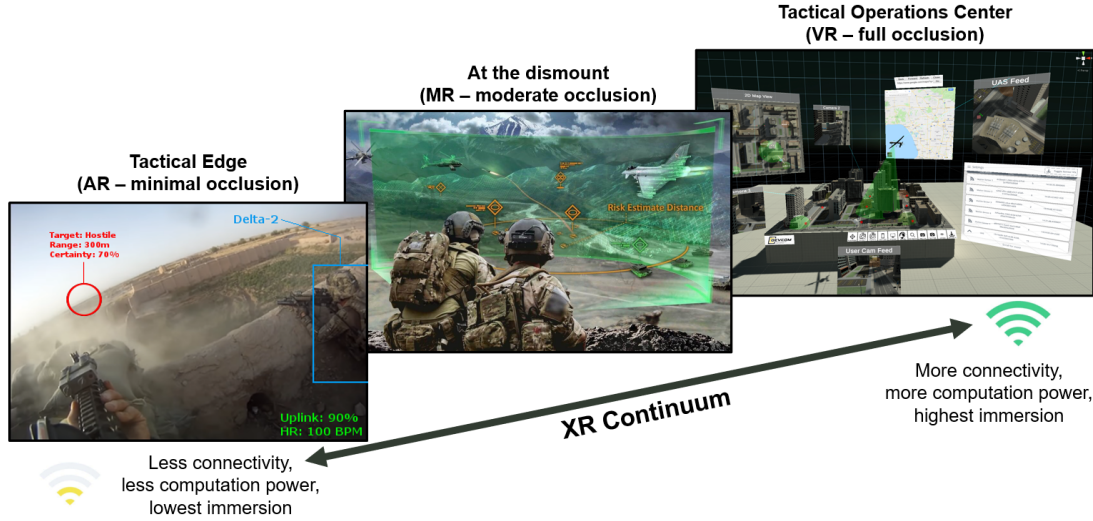 Tactical Operations Center
(VR – full occlusion)
At the dismount
(MR – moderate occlusion)
Tactical Edge
(AR – minimal occlusion)
Target: Hostile
Range: 300m
Certainty: 70%
Delta-2
Uplink: 90%
HR: 100 BPM
Risk Estimate Distance
2D Map View
UAS Feed
User Cam Feed
DEVCOM
XR Continuum
Less connectivity,
less computation power,
lowest immersion
More connectivity,
more computation power,
highest immersion